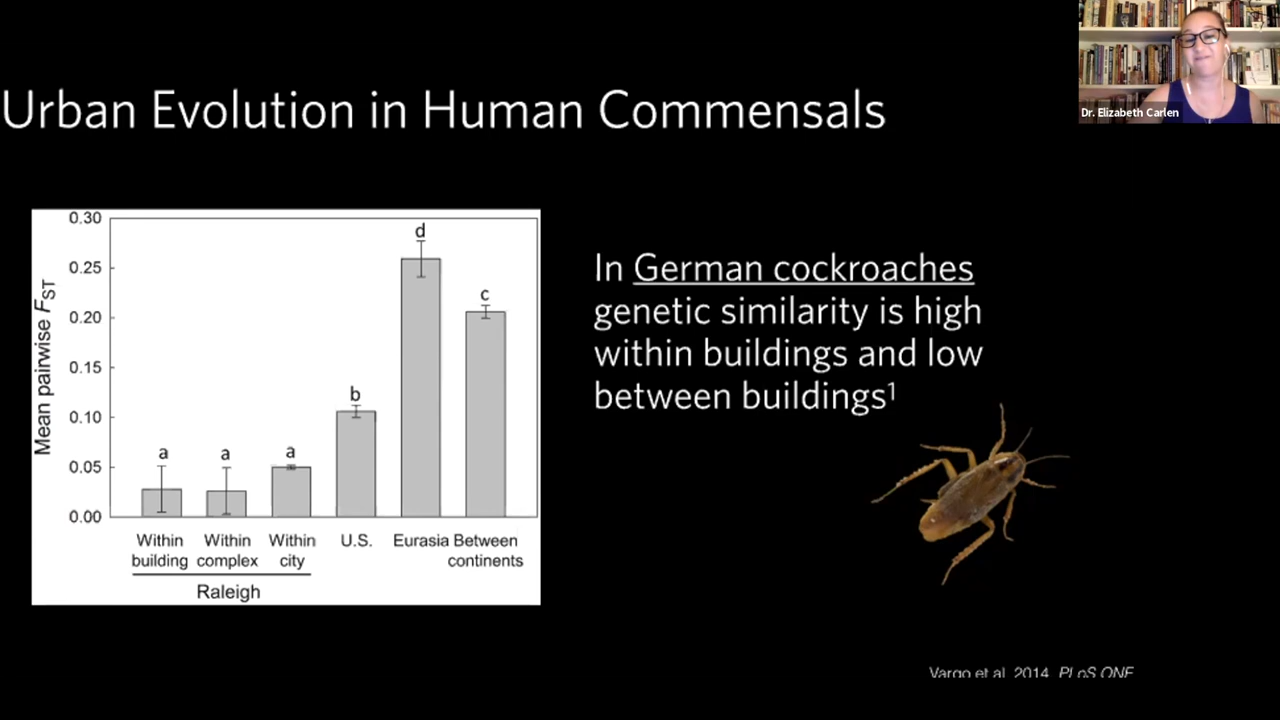 Urban Evolution in Human Commensals
Dr. Elizabeth Carlen
0.30
0.25
0.20
0.15
0.10
0.05
0.00
Mean pairwise FST
a
a
a
b
d
c
Within building
Within complex
Within city
U.S.
Eurasia
Between continents
Raleigh
In German cockroaches
genetic similarity is high
within buildings and low
between buildings¹
Vargo et al. 2014. PLoS ONE